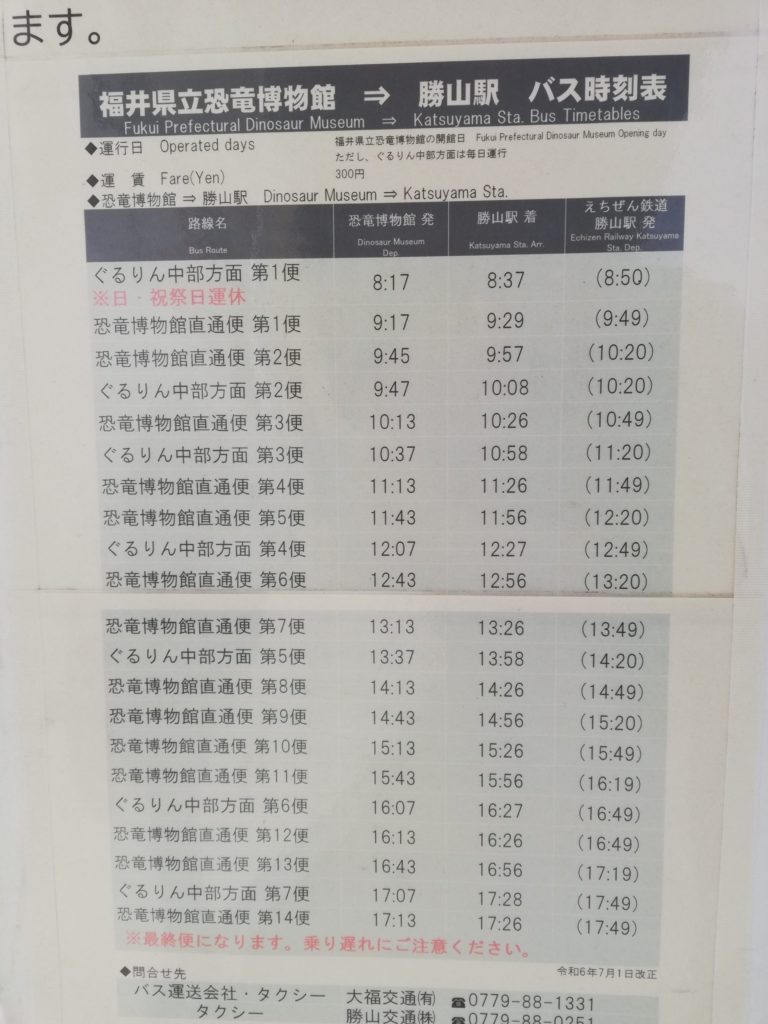 ます。
福井県立恐竜博物館 ⇒ 勝山駅 バス時刻表
Fukui Prefectural Dinosaur Museum ⇒ Katsuyama Sta. Bus Timetables
◆運行日 Operated days 福井県立恐竜博物館の開館日 Fukui Prefectural Dinosaur Museum Opening day
ただし、ぐるりん中部方面は毎日運行
◆運 賃 Fare(Yen) 300円
◆恐竜博物館 ⇒ 勝山駅 Dinosaur Museum ⇒ Katsuyama Sta.
路線名 Bus Route 恐竜博物館 発 Dinosaur Museum Dep. 勝山駅 着 Katsuyama Sta. Arr. えちぜん鉄道 勝山駅 発 Echizen Railway Katsuyama Sta. Dep.
ぐるりん中部方面 第1便 8:17 8:37 (8:50)
※日・祝祭日運休
恐竜博物館直通便 第1便 9:17 9:29 (9:49)
恐竜博物館直通便 第2便 9:45 9:57 (10:20)
ぐるりん中部方面 第2便 9:47 10:08 (10:20)
恐竜博物館直通便 第3便 10:13 10:26 (10:49)
ぐるりん中部方面 第3便 10:37 10:58 (11:20)
恐竜博物館直通便 第4便 11:13 11:26 (11:49)
恐竜博物館直通便 第5便 11:43 11:56 (12:20)
ぐるりん中部方面 第4便 12:07 12:27 (12:49)
恐竜博物館直通便 第6便 12:43 12:56 (13:20)
恐竜博物館直通便 第7便 13:13 13:26 (13:49)
ぐるりん中部方面 第5便 13:37 13:58 (14:20)
恐竜博物館直通便 第8便 14:13 14:26 (14:49)
恐竜博物館直通便 第9便 14:43 14:56 (15:20)
恐竜博物館直通便 第10便 15:13 15:26 (15:49)
恐竜博物館直通便 第11便 15:43 15:56 (16:19)
ぐるりん中部方面 第6便 16:07 16:27 (16:49)
恐竜博物館直通便 第12便 16:13 16:26 (16:49)
恐竜博物館直通便 第13便 16:43 16:56 (17:19)
ぐるりん中部方面 第7便 17:07 17:28 (17:49)
恐竜博物館直通便 第14便 17:13 17:26 (17:49)
※最終便になります。乗り遅れにご注意ください。
◆問合せ先 令和6年7月1日改正
バス運送会社・タクシー 大福交通㈲ ☎0779-88-1331
タクシー 勝山交通㈱ ☎0779-88-0251